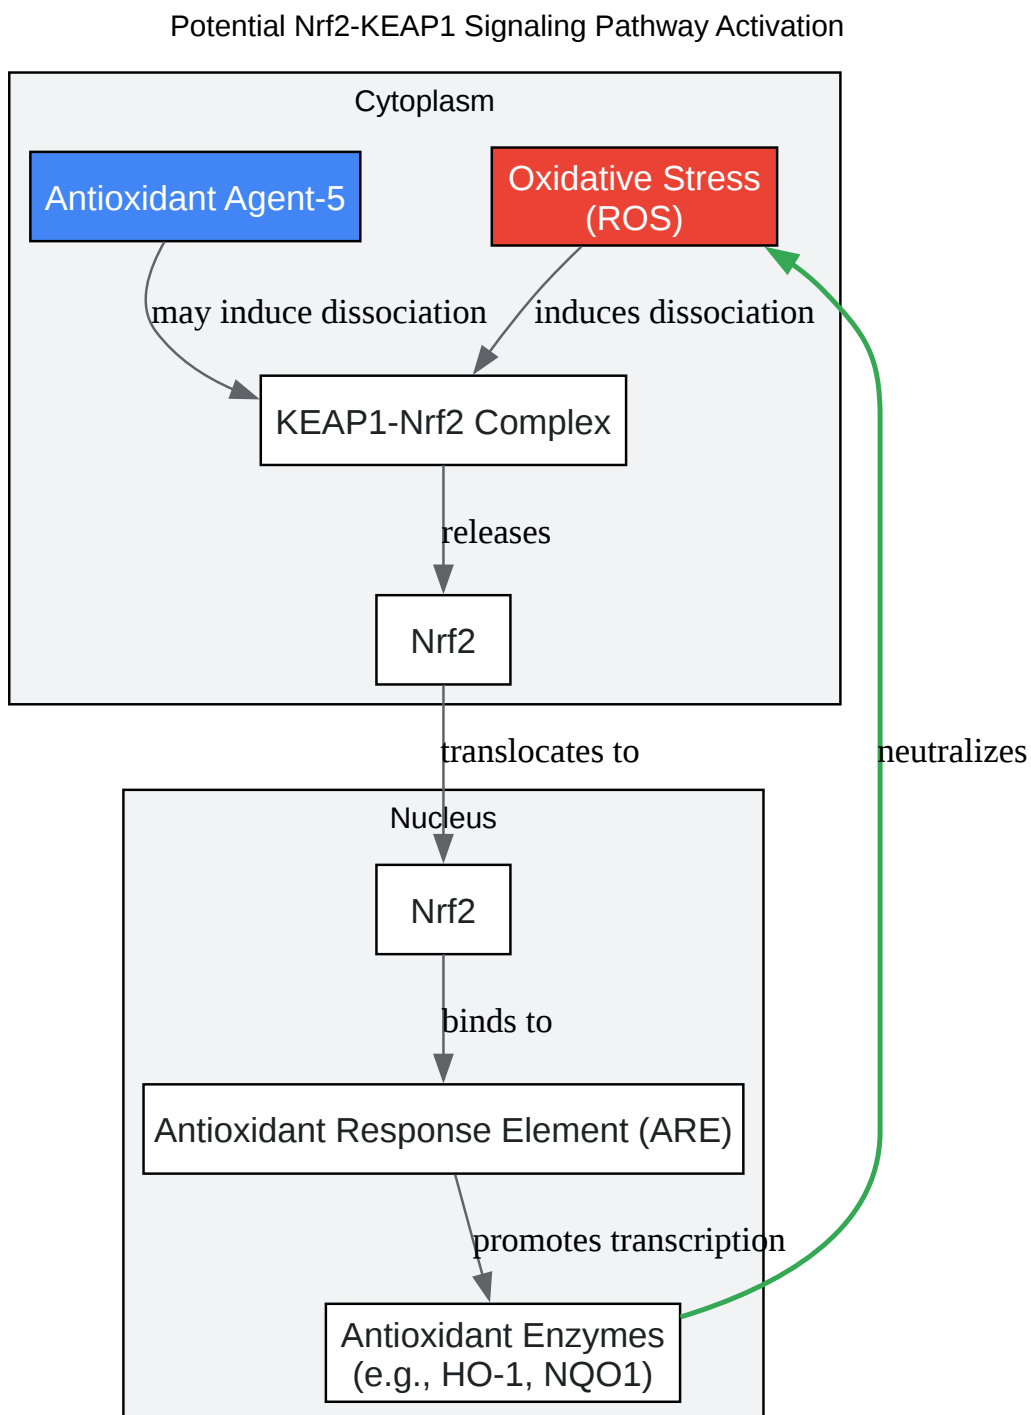 Potential Nrf2-KEAP1 Signaling Pathway Activation
Cytoplasm
Antioxidant Agent-5
Oxidative Stress
(ROS)
may induce dissociation
induces dissociation
KEAP1-Nrf2 Complex
releases
Nrf2
translocates to
neutralizes
Nucleus
Nrf2
binds to
Antioxidant Response Element (ARE)
promotes transcription
Antioxidant Enzymes
(e.g., HO-1, NQO1)